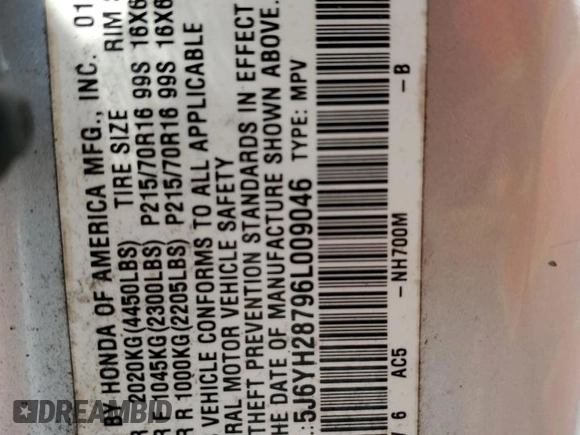 BY HONDA OF AMERICA MFG., INC. 01
2020KG(4450LBS) TIRE SIZE RIM S
1045KG(2300LBS) P215/70R16 99S 16X6
R 1000KG(2205LBS) P215/70R16 99S 16X6
VEHICLE CONFORMS TO ALL APPLICABLE
RAL MOTOR VEHICLE SAFETY
THEFT PREVENTION STANDARDS IN EFFECT
THE DATE OF MANUFACTURE SHOWN ABOVE.
5J6YH28796L009046 TYPE: MPV
6 AC5 -NH700M -B
DREAMBID